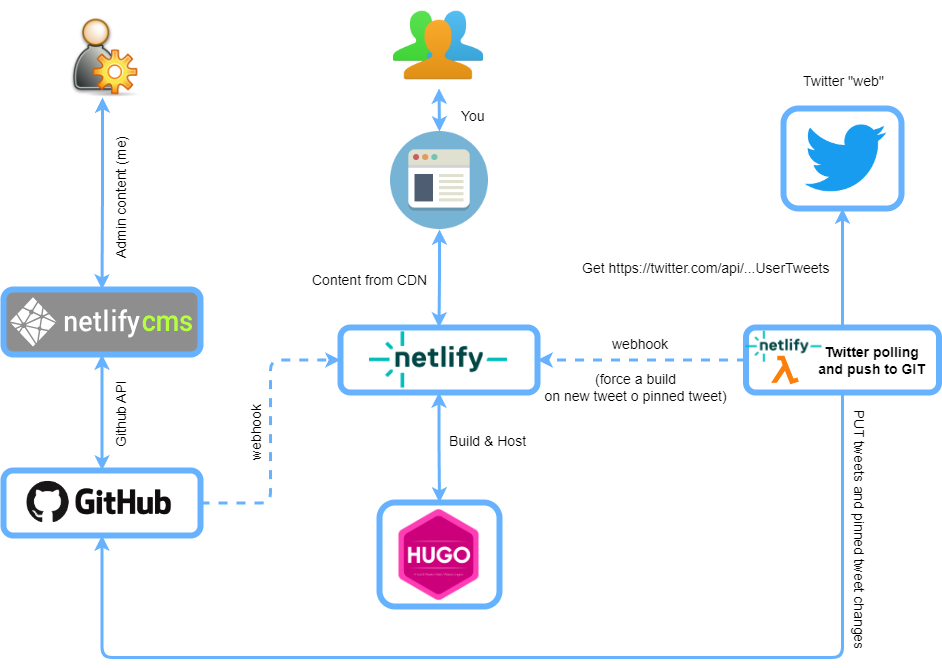 Twitter "web"
You
Admin content (me)
Get https://twitter.com/api/...UserTweets
Content from CDN
netlifycms
netlify
webhook
netlify
Twitter polling
and push to GIT
(force a build
on new tweet o pinned tweet)
Github API
webhook
Build & Host
PUT tweets and pinned tweet changes
GitHub
HUGO